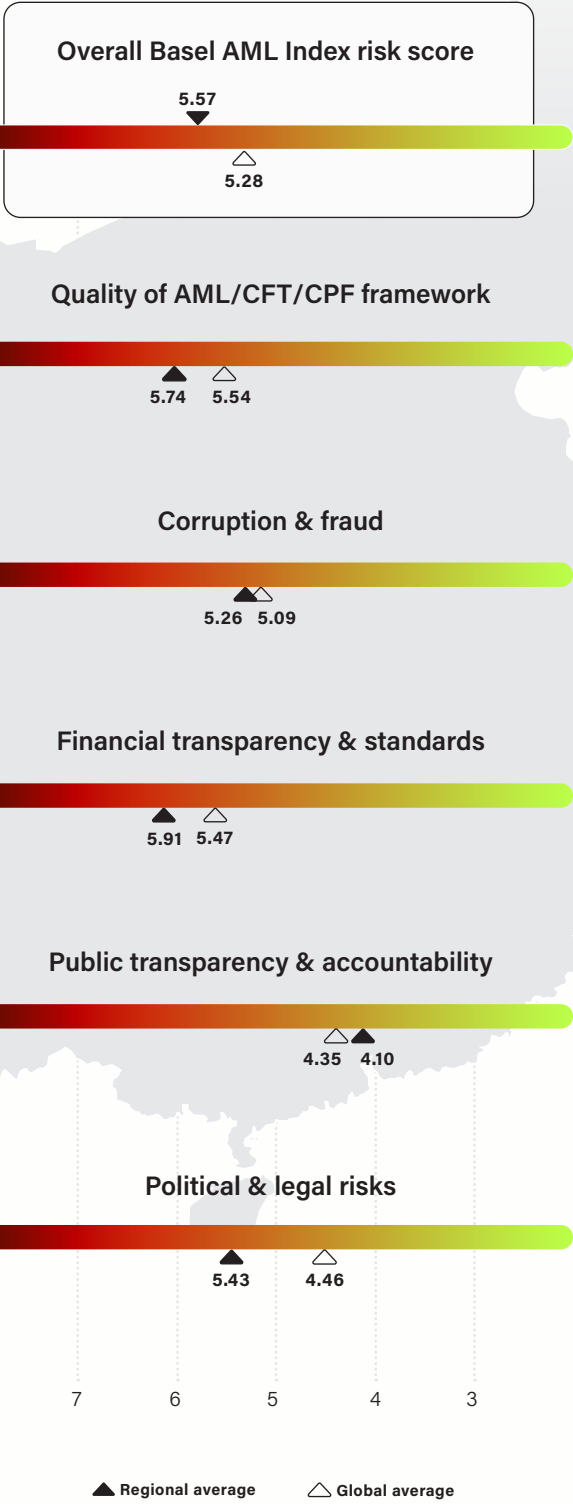 Overall Basel AML Index risk score
5.57
5.28
Quality of AML/CFT/CPF framework
5.74 5.54
Corruption & fraud
5.26 5.09
Financial transparency & standards
5.91 5.47
Public transparency & accountability
4.35 4.10
Political & legal risks
5.43 4.46
7 6 5 4 3
Regional average Global average